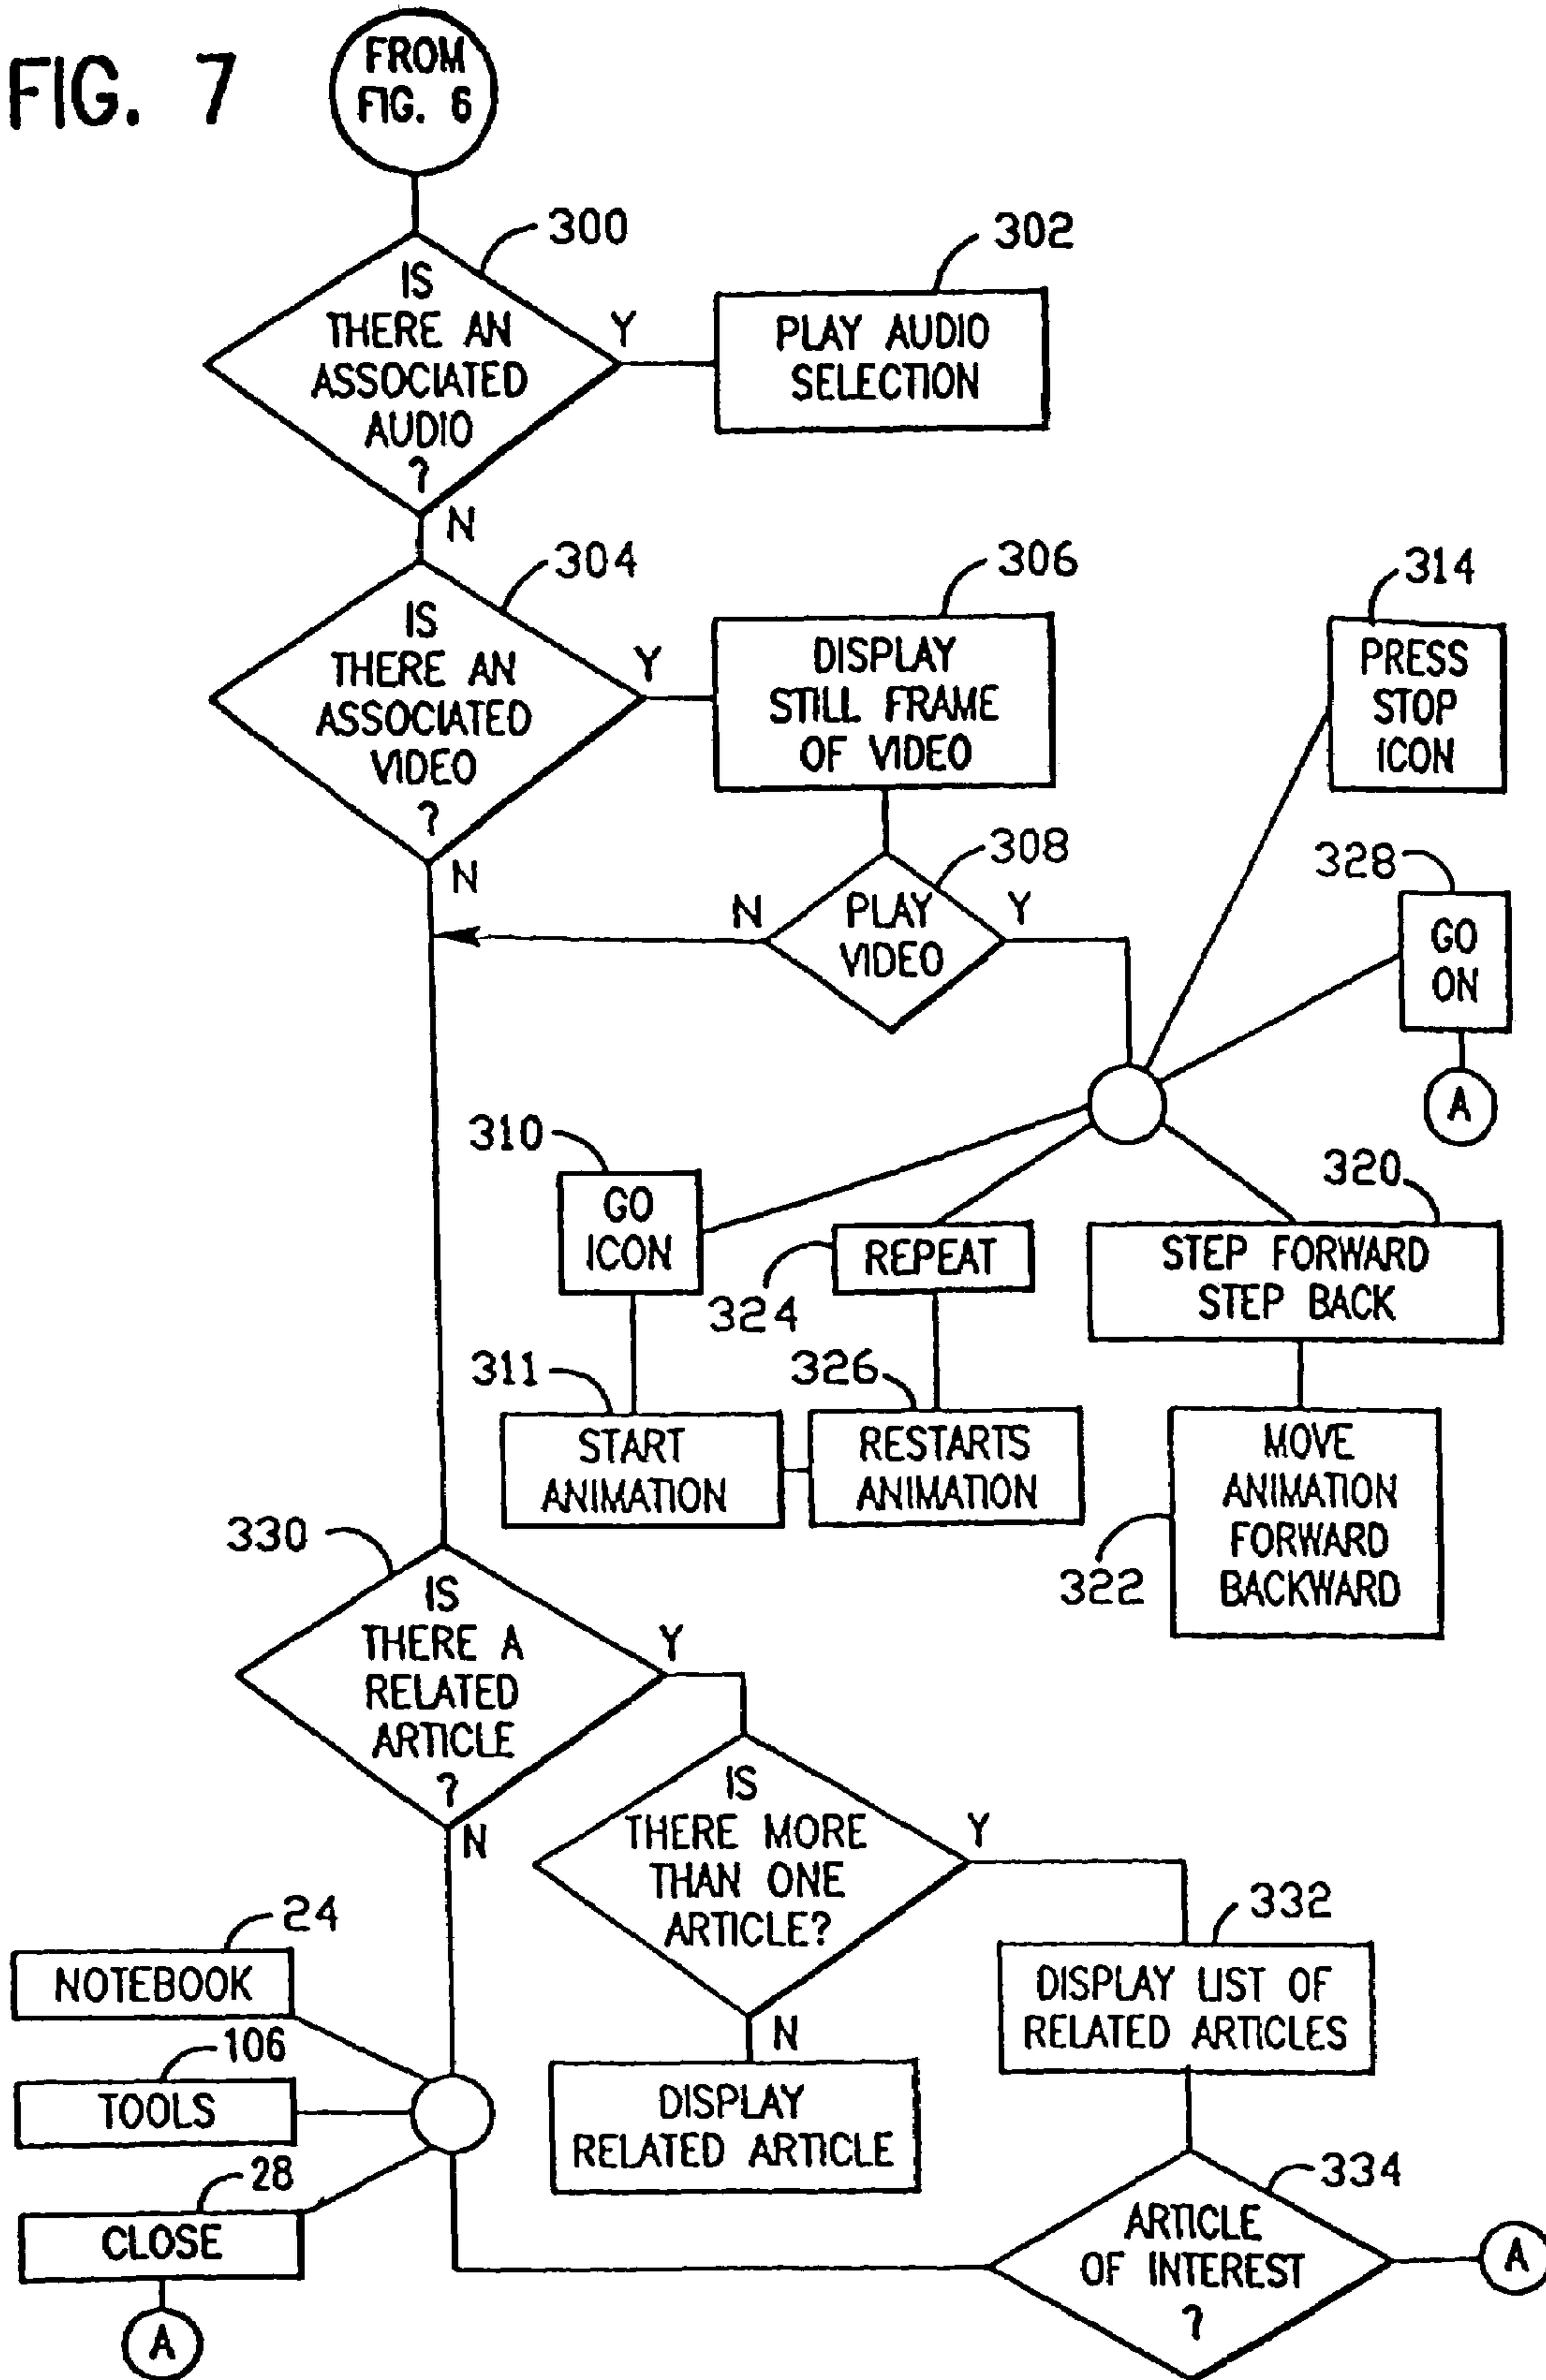 FIG. 7
FROM
FIG. 6
300
IS
THERE AN
ASSOCIATED
AUDIO
?
Y
N
302
PLAY AUDIO
SELECTION
304
IS
THERE AN
ASSOCIATED
VIDEO
?
Y
N
306
DISPLAY
STILL FRAME
OF VIDEO
314
PRESS
STOP
ICON
308
N
PLAY
VIDEO
Y
328
GO
ON
A
310
GO
ICON
324
REPEAT
320
STEP FORWARD
STEP BACK
311
START
ANIMATION
326
RESTARTS
ANIMATION
322
MOVE
ANIMATION
FORWARD
BACKWARD
330
IS
THERE A
RELATED
ARTICLE
?
Y
N
IS
THERE MORE
THAN ONE
ARTICLE?
Y
N
332
DISPLAY LIST OF
RELATED ARTICLES
DISPLAY
RELATED ARTICLE
24
NOTEBOOK
106
TOOLS
28
CLOSE
A
334
ARTICLE
OF INTEREST
?
A